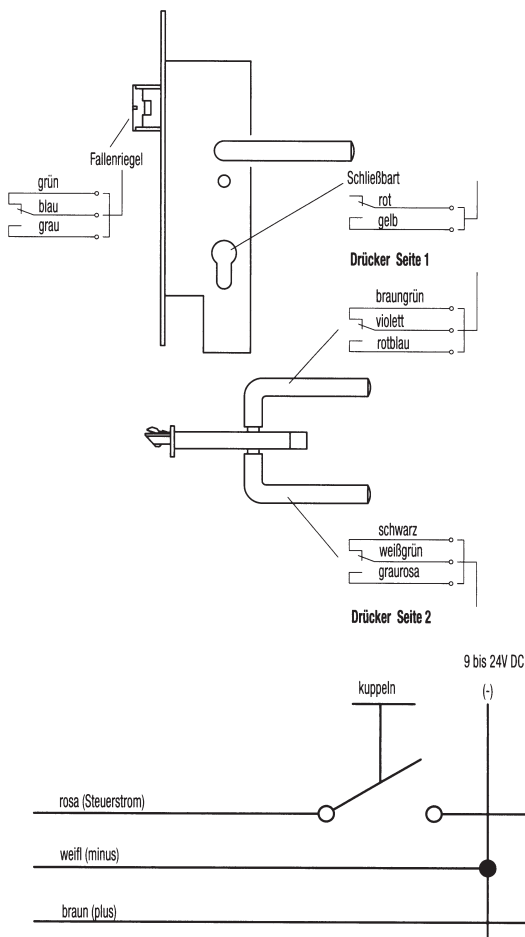 Fallenriegel
grün
blau
grau
Schließbart
rot
gelb
Drücker Seite 1
braungrün
violett
rotblau
schwarz
weißgrün
graurosa
Drücker Seite 2
9 bis 24V DC
kuppeln
(-)
rosa (Steuerstrom)
weifl (minus)
braun (plus)